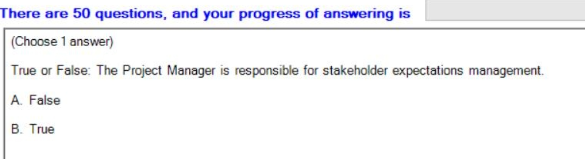 There are 50 questions, and your progress of answering is
(Choose 1 answer)
True or False: The Project Manager is responsible for stakeholder expectations management.
A. False
B. True